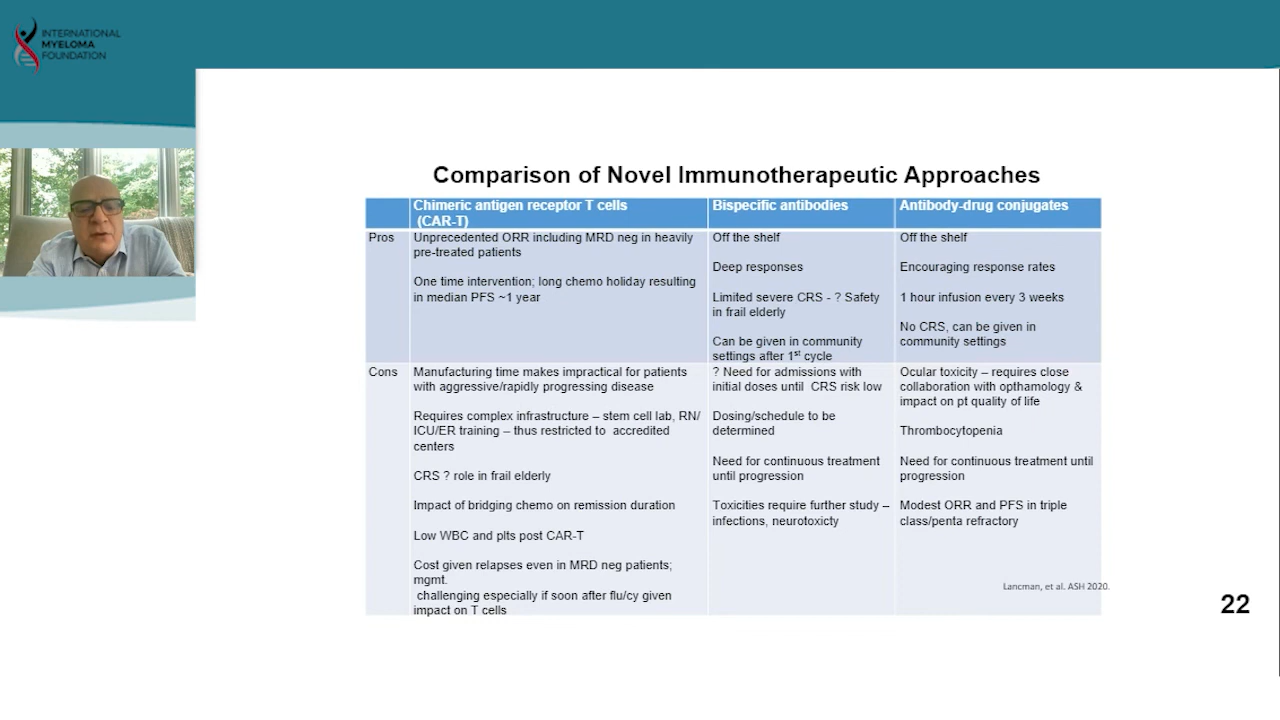 INTERNATIONAL
MYELOMA
FOUNDATION
Comparison of Novel Immunotherapeutic Approaches
Chimeric antigen receptor T cells
(CAR-T)
Bispecific antibodies
Antibody-drug conjugates
Pros
Unprecedented ORR including MRD neg in heavily
pre-treated patients
One time intervention; long chemo holiday resulting
in median PFS ~1 year
Off the shelf
Deep responses
Limited severe CRS - ? Safety
in frail elderly
Can be given in community
settings after 1st cycle
Off the shelf
Encouraging response rates
1 hour infusion every 3 weeks
No CRS, can be given in
community settings
Cons
Manufacturing time makes impractical for patients
with aggressive/rapidly progressing disease
Requires complex infrastructure – stem cell lab, RN/
ICU/ER training – thus restricted to accredited
centers
CRS ? role in frail elderly
Impact of bridging chemo on remission duration
Low WBC and plts post CAR-T
Cost given relapses even in MRD neg patients;
mgmt.
challenging especially if soon after flu/cy given
impact on T cells
? Need for admissions with
initial doses until CRS risk low
Dosing/schedule to be
determined
Need for continuous treatment
until progression
Toxicities require further study –
infections, neurotoxicty
Ocular toxicity – requires close
collaboration with opthamology &
impact on pt quality of life
Thrombocytopenia
Need for continuous treatment until
progression
Modest ORR and PFS in triple
class/penta refractory
Lancman, et al. ASH 2020.
22